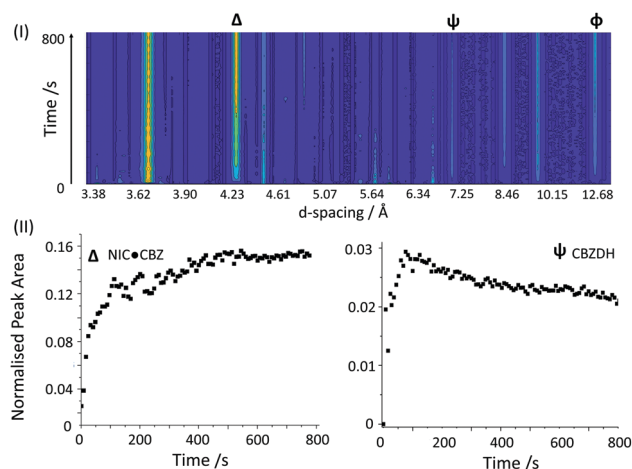 (I)
Δ ψ ϕ
800
Time /s
0
3.38 3.62 3.90 4.23 4.61 5.07 5.64 6.34 7.25 8.46 10.15 12.68
d-spacing / Å
(II)
Normalised Peak Area
0.16
0.12
0.08
0.04
0
Δ NIC●CBZ
0 200 400 600 800
Time /s
0.03
0.02
0.01
0
ψ CBZDH
0 200 400 600 800
Time /s